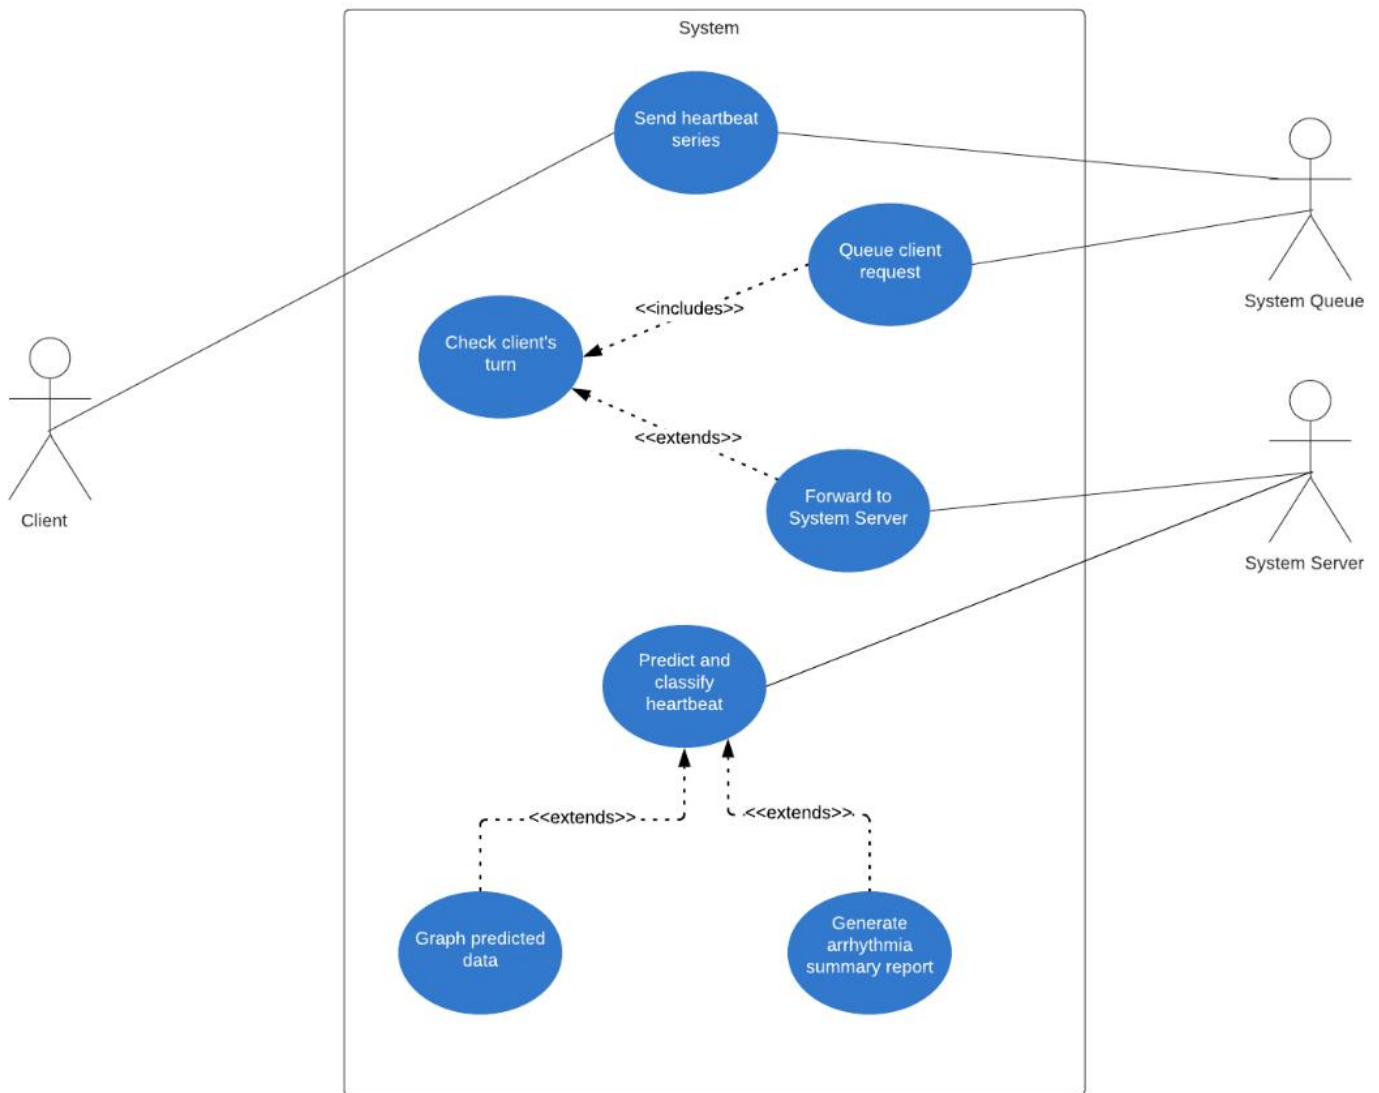 System
Send heartbeat
series
Queue client
request
System Queue
<<includes>>
Check client's
turn
<<extends>>
Forward to
System Server
Client
System Server
Predict and
classify
heartbeat
<<extends>>
<<extends>>
Graph predicted
data
Generate
arrhythmia
summary report